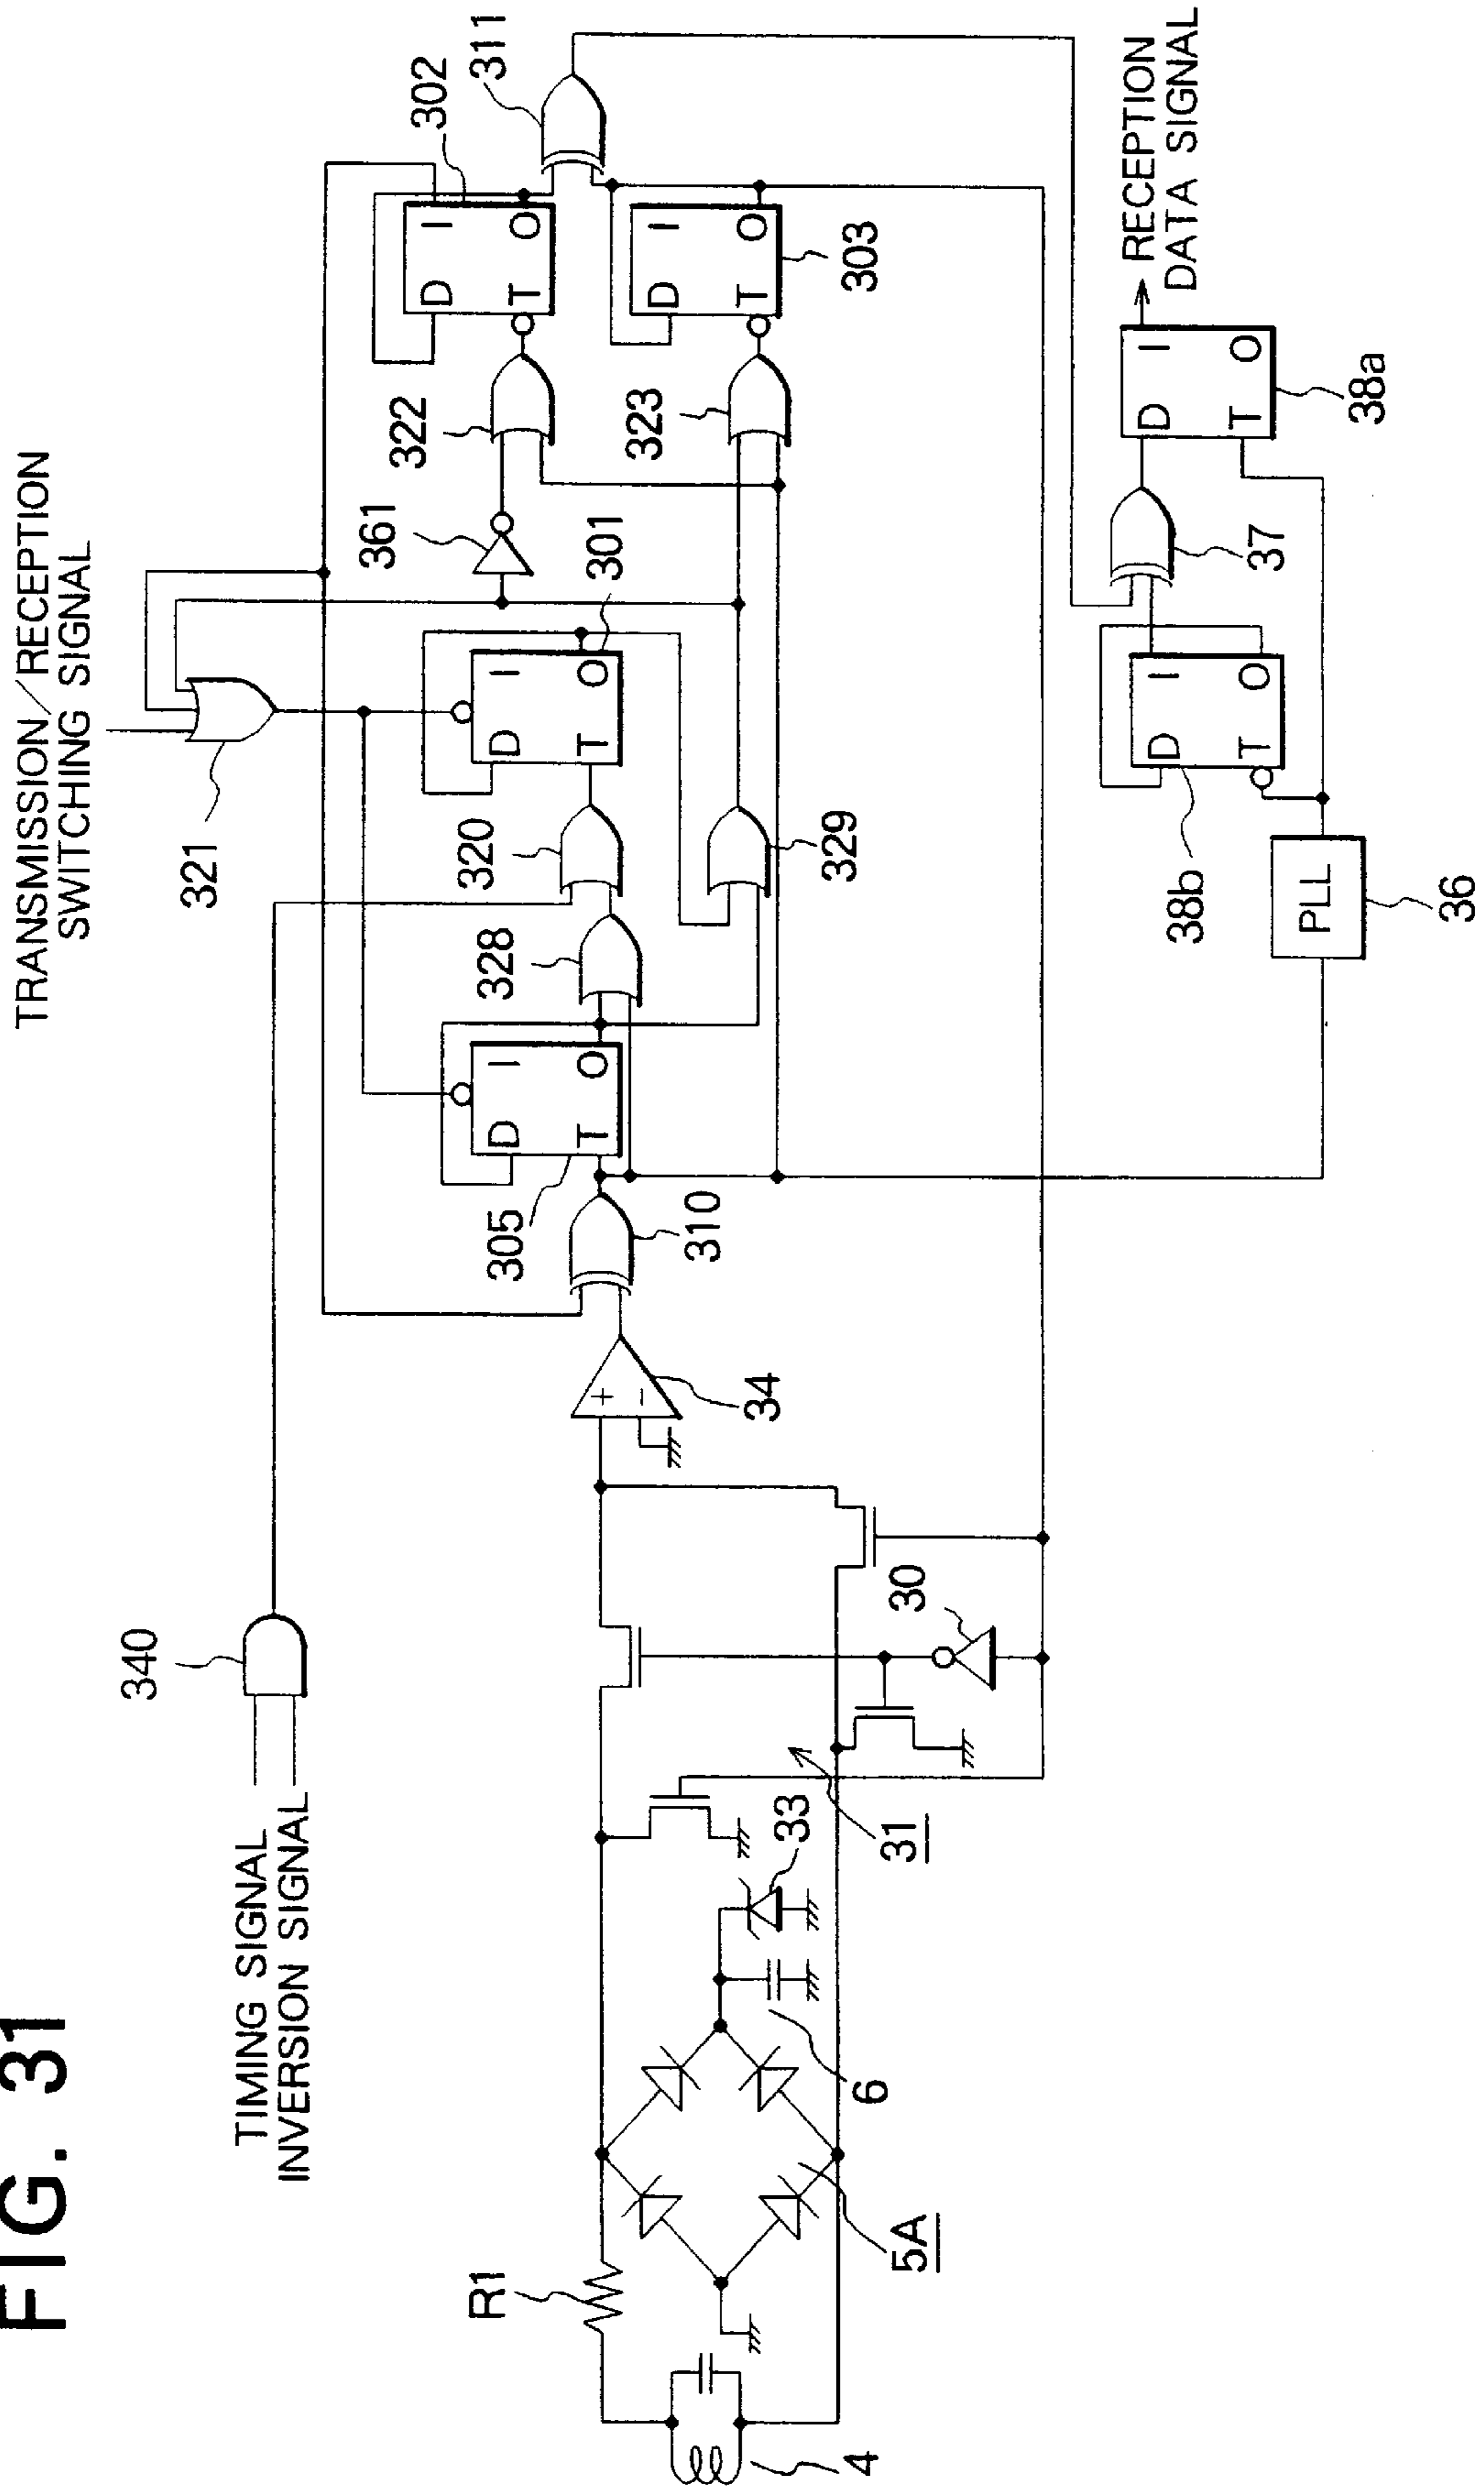 FIG. 31
TRANSMISSION/RECEPTION
SWITCHING SIGNAL
TIMING SIGNAL
INVERSION SIGNAL
340
321
302
311
322
361
301
320
328
305
310
D I
T O
D I
T O
D I
T O
D I
T O
303
323
329
34
+
−
30
31
33
R1
5A
6
4
RECEPTION
DATA SIGNAL
37
D I
T O
38a
D I
T O
38b
PLL
36